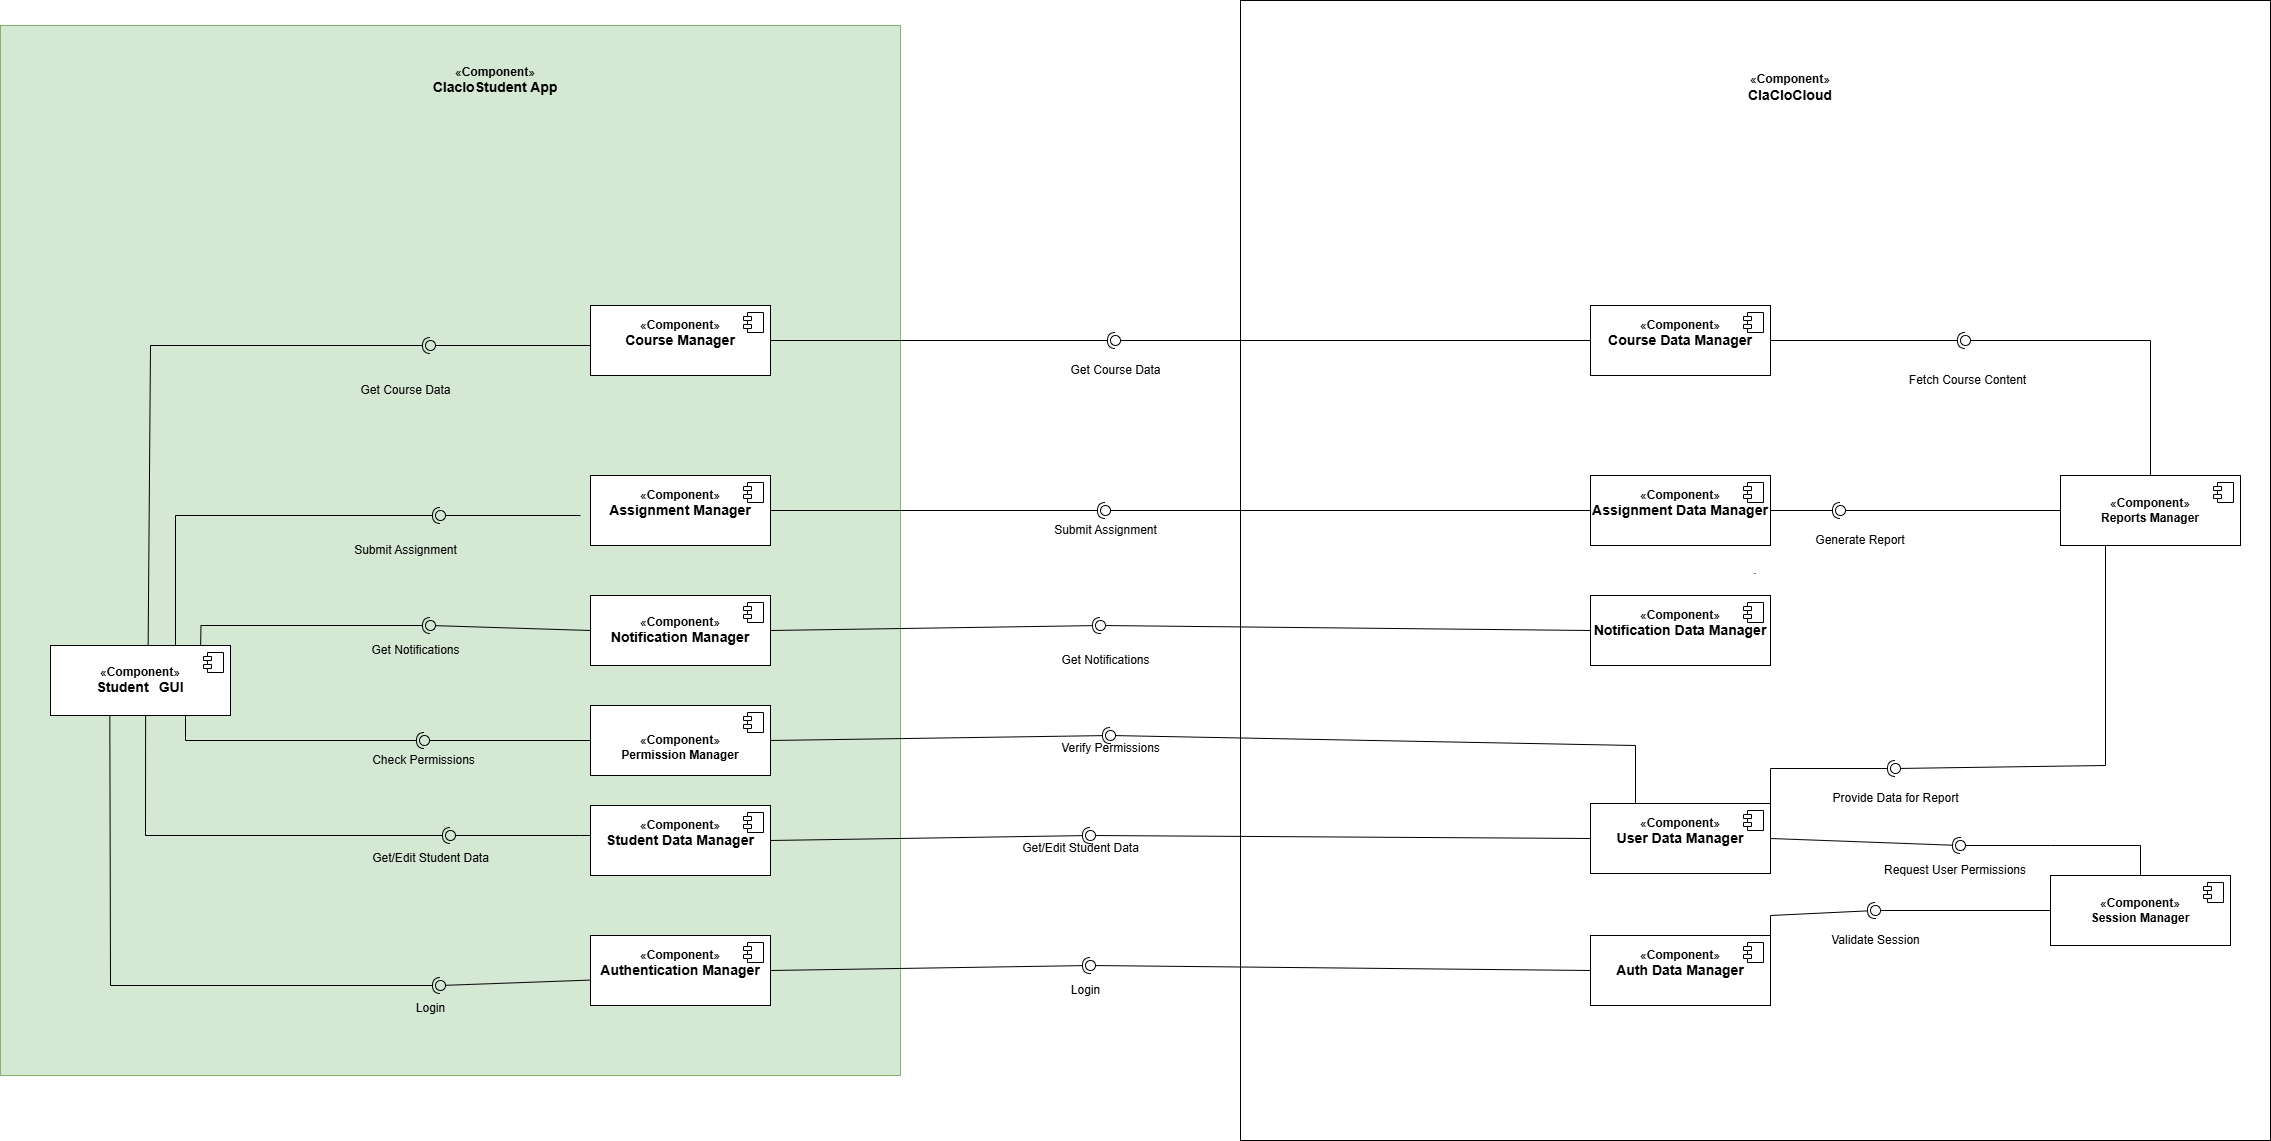 «Component»
ClacloStudent App
«Component»
ClaCloCloud
«Component»
Course Manager
«Component»
Course Data Manager
Get Course Data
Get Course Data
Fetch Course Content
«Component»
Assignment Manager
«Component»
Assignment Data Manager
«Component»
Reports Manager
Submit Assignment
Submit Assignment
Generate Report
.
«Component»
Notification Manager
«Component»
Notification Data Manager
Get Notifications
Get Notifications
«Component»
Student GUI
«Component»
Permission Manager
Check Permissions
Verify Permissions
Provide Data for Report
«Component»
Student Data Manager
«Component»
User Data Manager
Get/Edit Student Data
Get/Edit Student Data
Request User Permissions
«Component»
Session Manager
Validate Session
«Component»
Authentication Manager
«Component»
Auth Data Manager
Login
Login